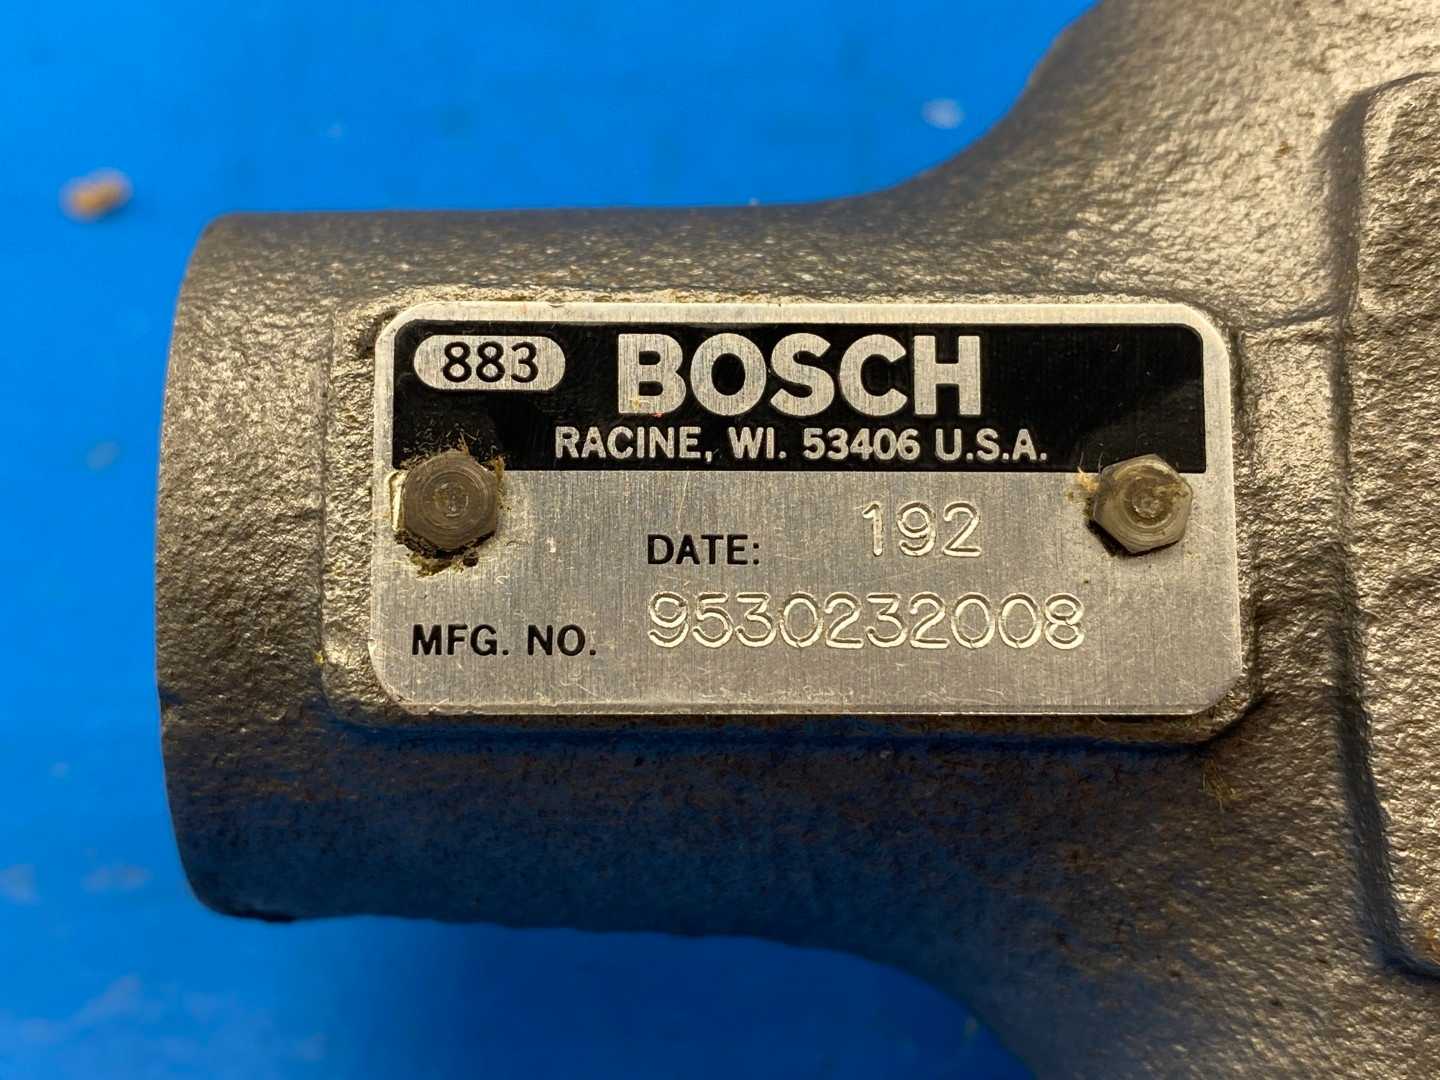 883 BOSCH
RACINE, WI. 53406 U.S.A.
DATE: 192
MFG. NO. 9530232008